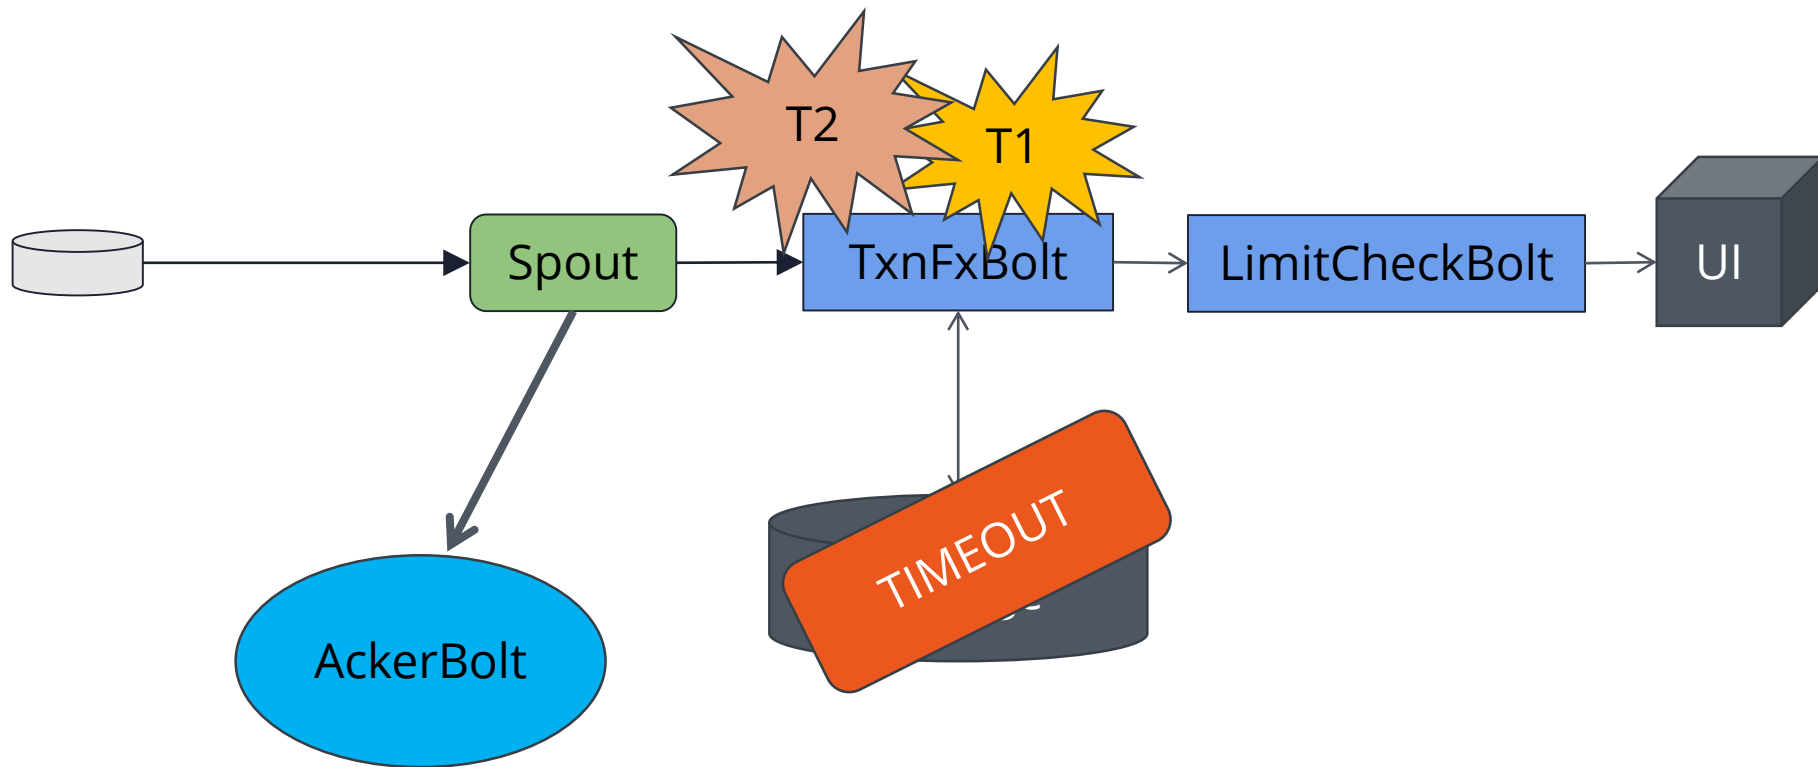 T2
T1
Spout
TxnFxBolt
LimitCheckBolt
UI
TIMEOUT
AckerBolt